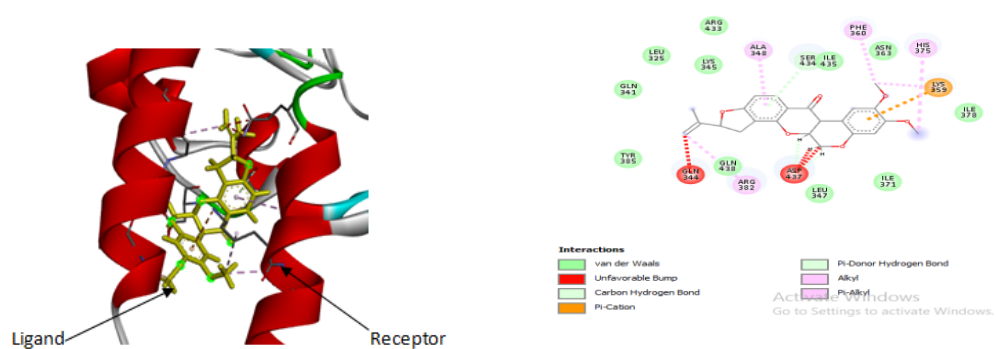 Ligand
Receptor
ARG
433
PHE
360
LEU
325
LYS
345
ALA
348
SER
434
ILE
435
ASN
363
HIS
375
GLN
341
LYS
359
ILE
378
TYR
385
GLN
344
GLN
438
ARG
382
ASP
437
LEU
347
ILE
371
H
H
Interactions
van der Waals
Unfavorable Bump
Carbon Hydrogen Bond
Pi-Cation
Pi-Donor Hydrogen Bond
Alkyl
Pi-Alkyl
Activate Windows
Go to Settings to activate Windows.